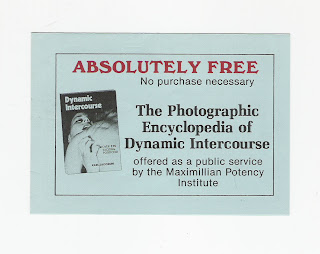 ABSOLUTELY FREE
No purchase necessary
Dynamic
Intercourse
The Photographic
Encyclopedia of
Dynamic Intercourse
offered as a public service
by the Maximillian Potency
Institute